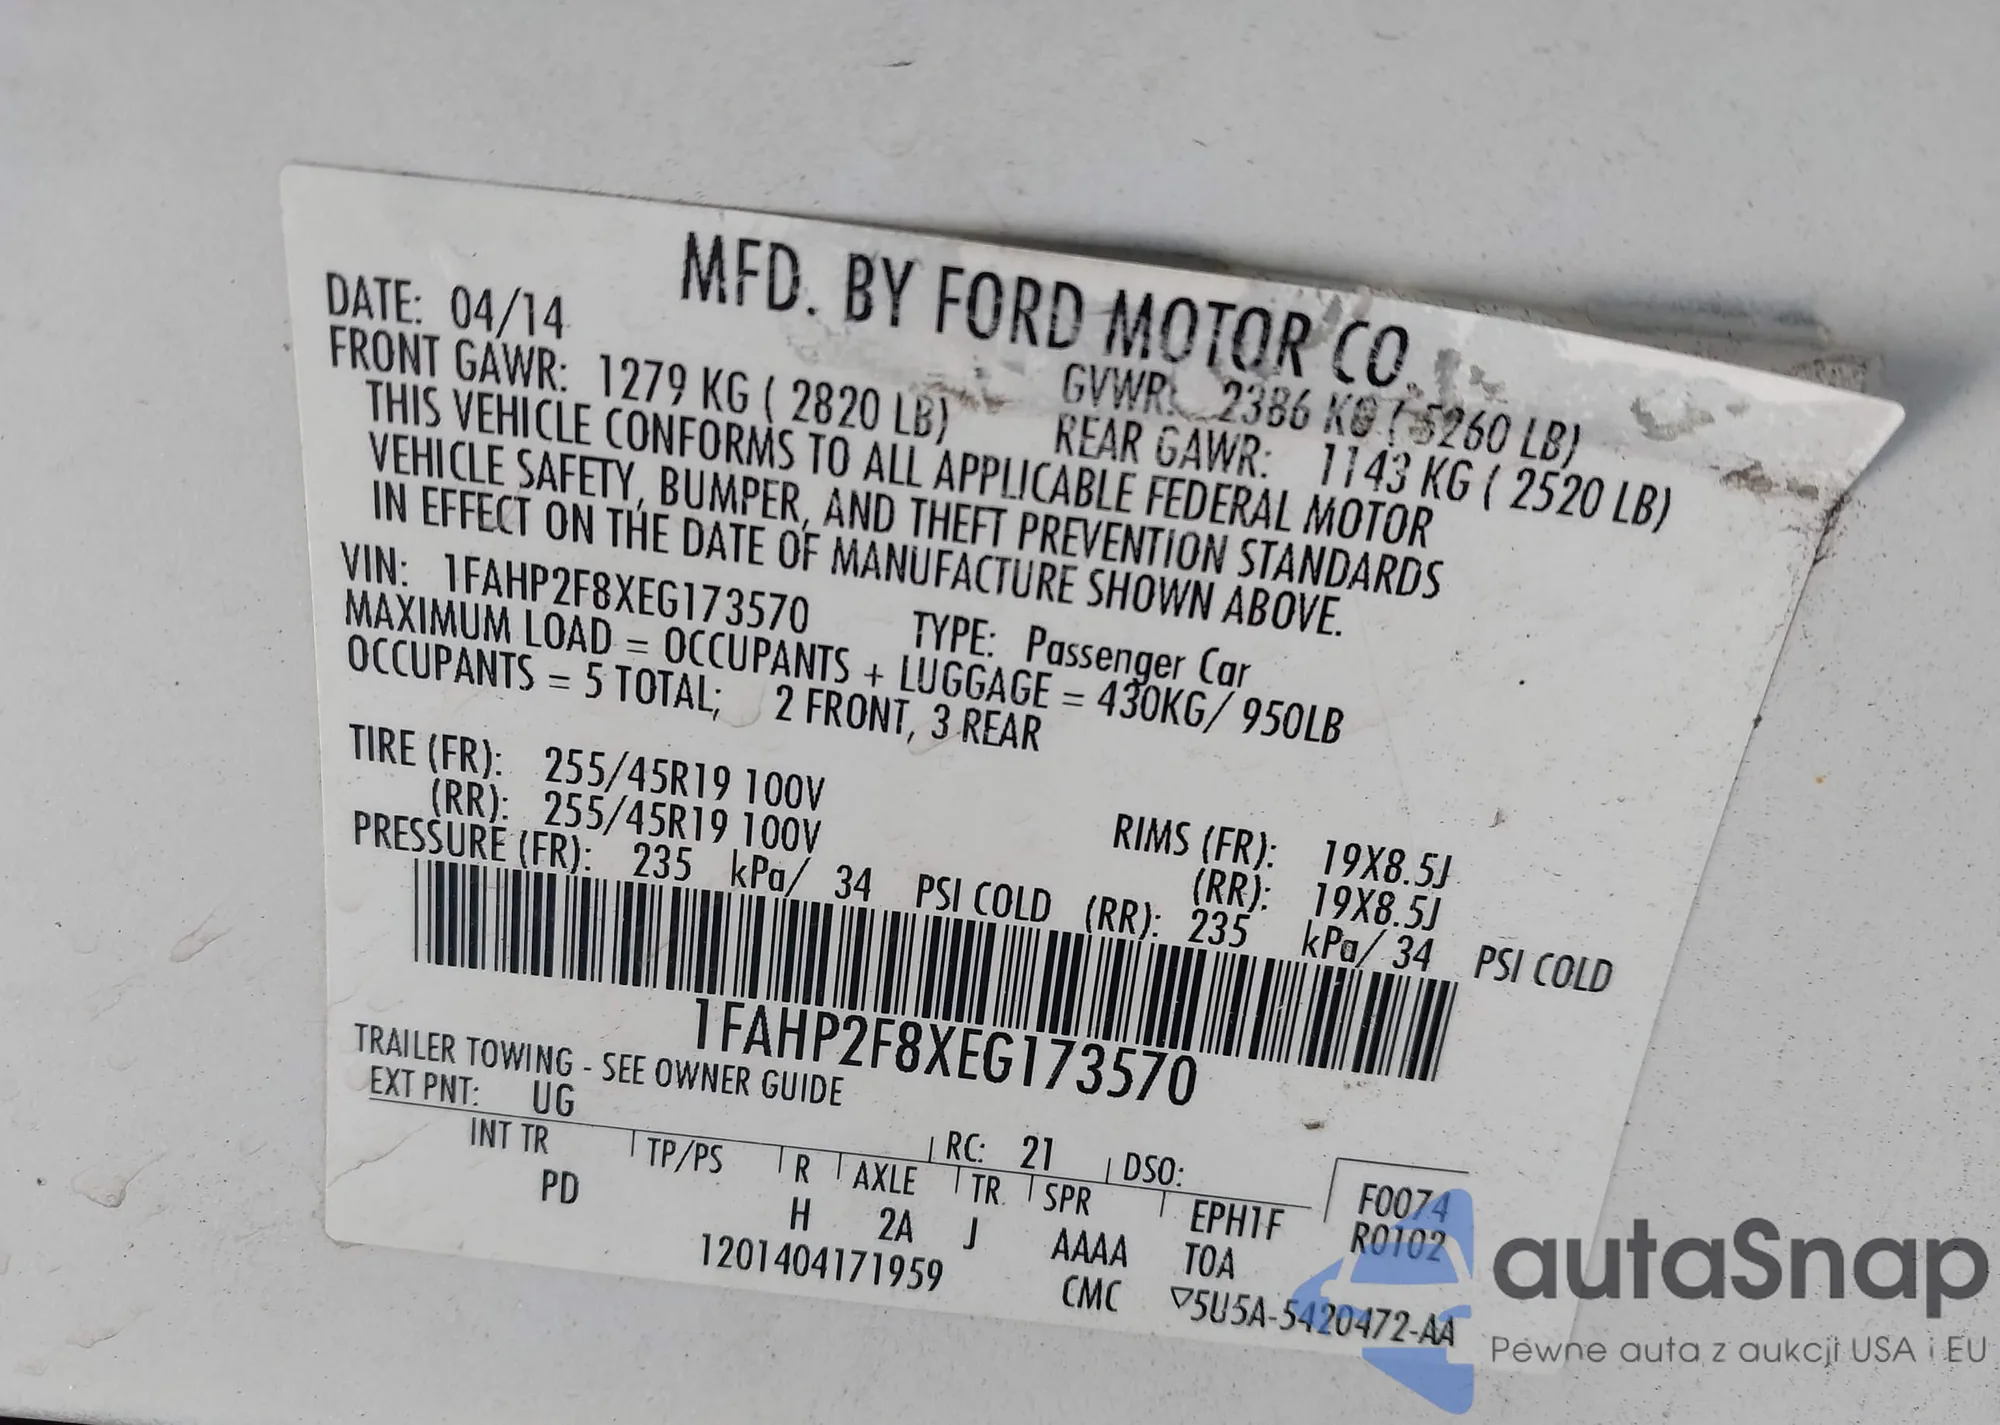 MFD. BY FORD MOTOR CO.
DATE: 04/14 GVWR: 2386 KG ( 5260 LB)
FRONT GAWR: 1279 KG ( 2820 LB) REAR GAWR: 1143 KG ( 2520 LB)
THIS VEHICLE CONFORMS TO ALL APPLICABLE FEDERAL MOTOR
VEHICLE SAFETY, BUMPER, AND THEFT PREVENTION STANDARDS
IN EFFECT ON THE DATE OF MANUFACTURE SHOWN ABOVE.
VIN: 1FAHP2F8XEG173570 TYPE: Passenger Car
MAXIMUM LOAD = OCCUPANTS + LUGGAGE = 430KG/ 950LB
OCCUPANTS = 5 TOTAL; 2 FRONT, 3 REAR
TIRE (FR): 255/45R19 100V RIMS (FR): 19X8.5J
(RR): 255/45R19 100V (RR): 19X8.5J
PRESSURE (FR): 235 kPa/ 34 PSI COLD (RR): 235 kPa/ 34 PSI COLD
1FAHP2F8XEG173570
TRAILER TOWING - SEE OWNER GUIDE
EXT PNT: UG RC: 21 DSO: F0074
INT TR TP/PS R AXLE TR SPR EPH1F R0102
PD H 2A J AAAA TOA
1201404171959 CMC ▽5U5A-5420472-AA
autaSnap
Pewne auta z aukcji USA i EU